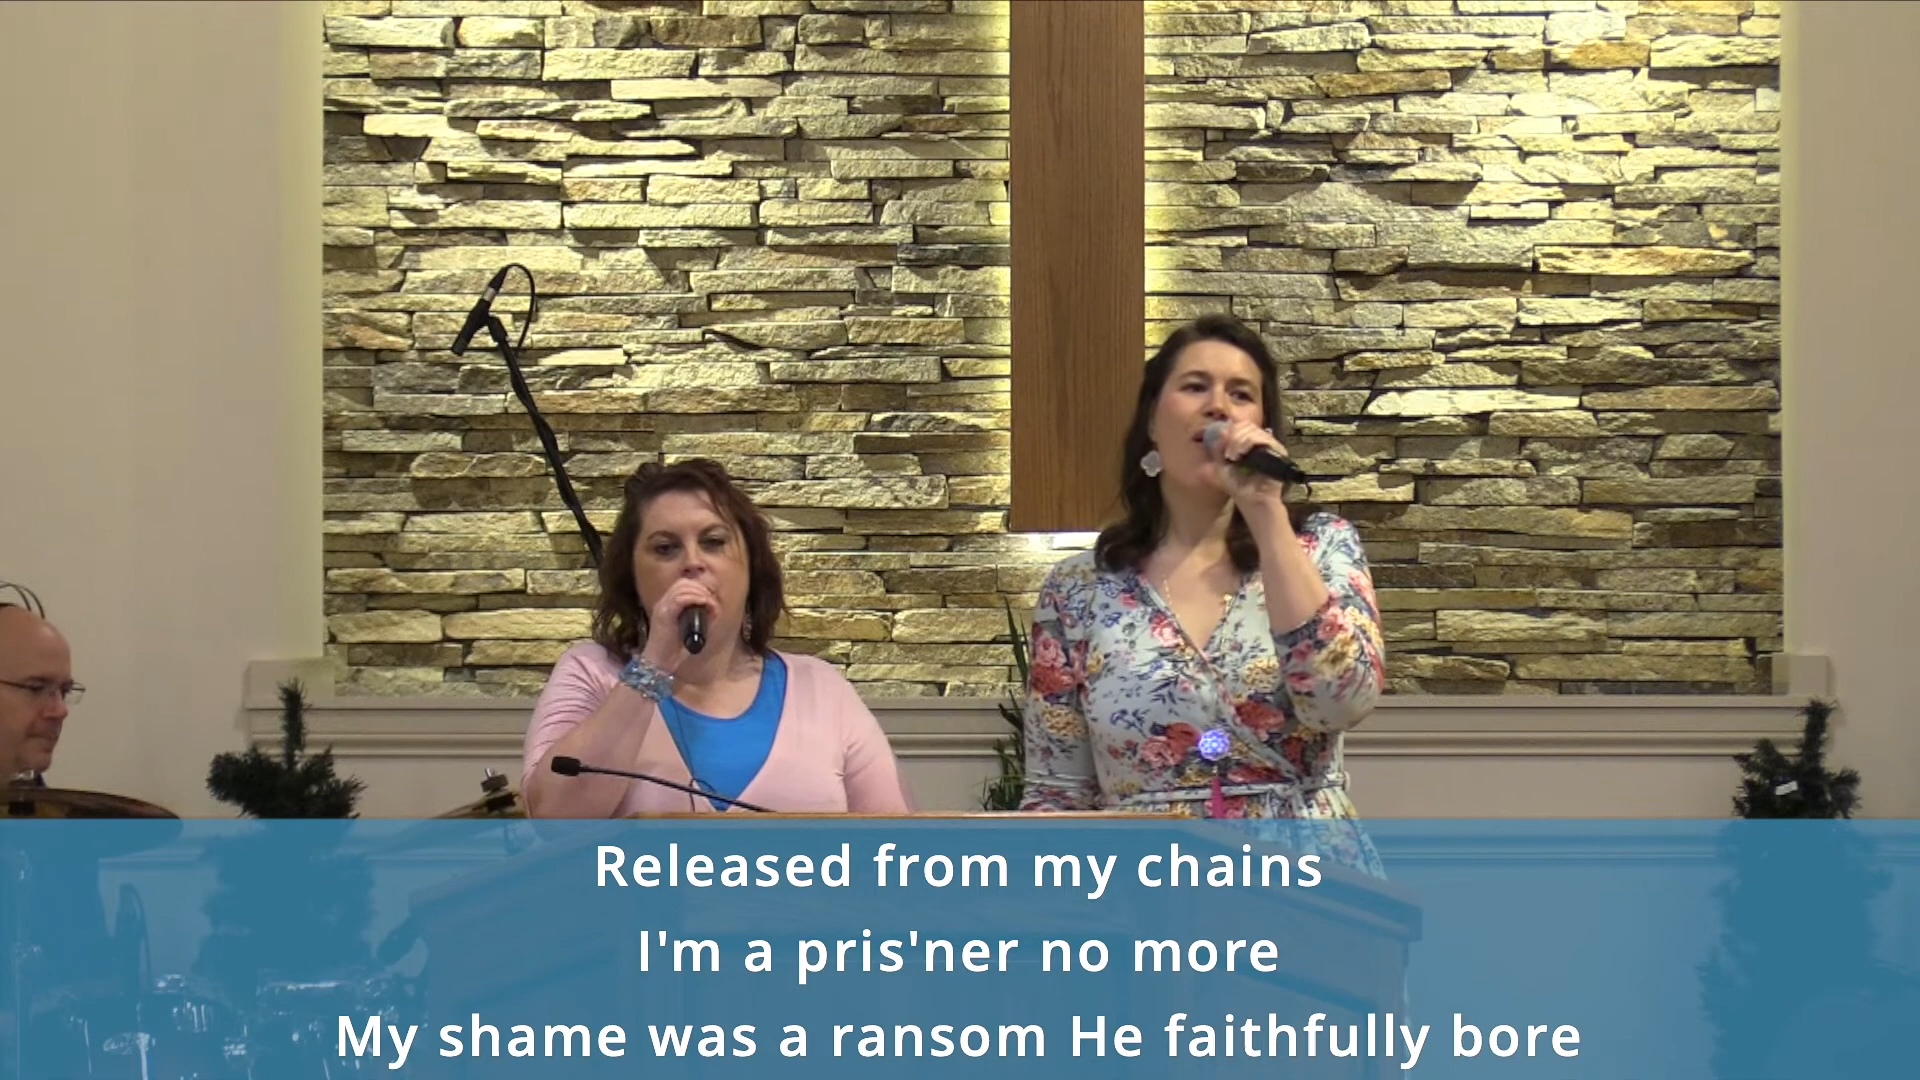 Released from my chains
I'm a pris'ner no more
My shame was a ransom He faithfully bore